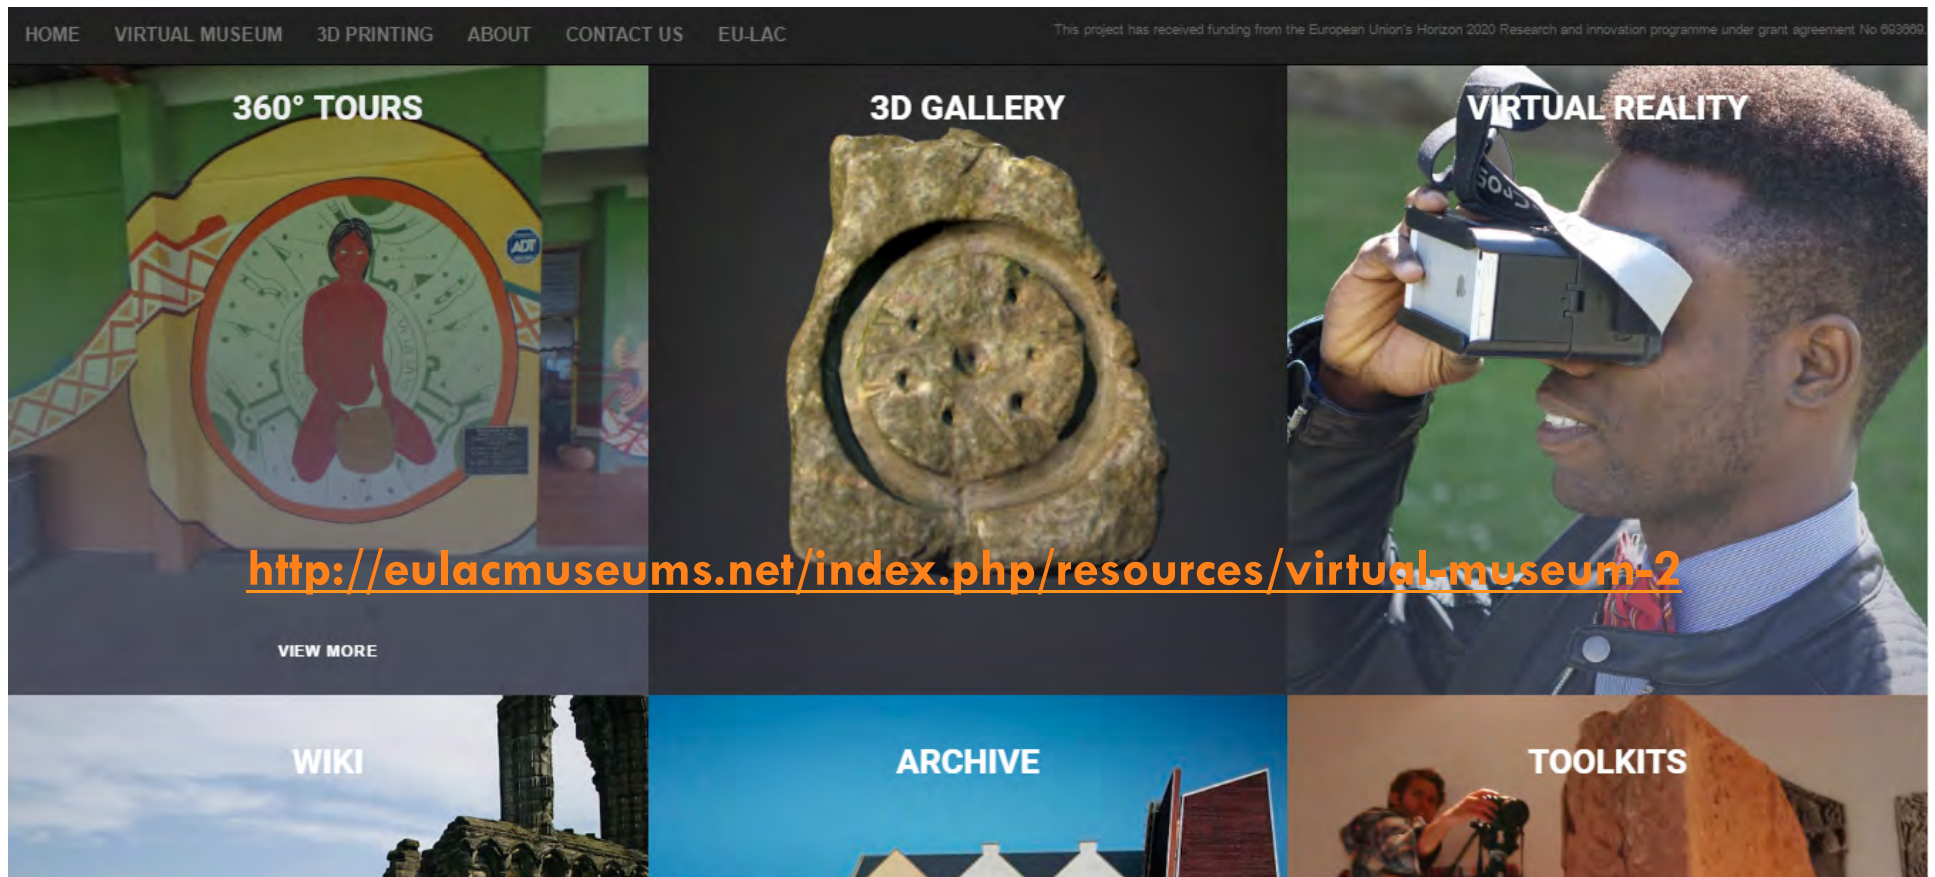 HOME VIRTUAL MUSEUM 3D PRINTING ABOUT CONTACT US EU-LAC
This project has received funding from the European Union's Horizon 2020 Research and innovation programme under grant agreement No 693669.
360° TOURS
3D GALLERY
VIRTUAL REALITY
ADT
http://eulacmuseums.net/index.php/resources/virtual-museum-2
VIEW MORE
WIKI
ARCHIVE
TOOLKITS